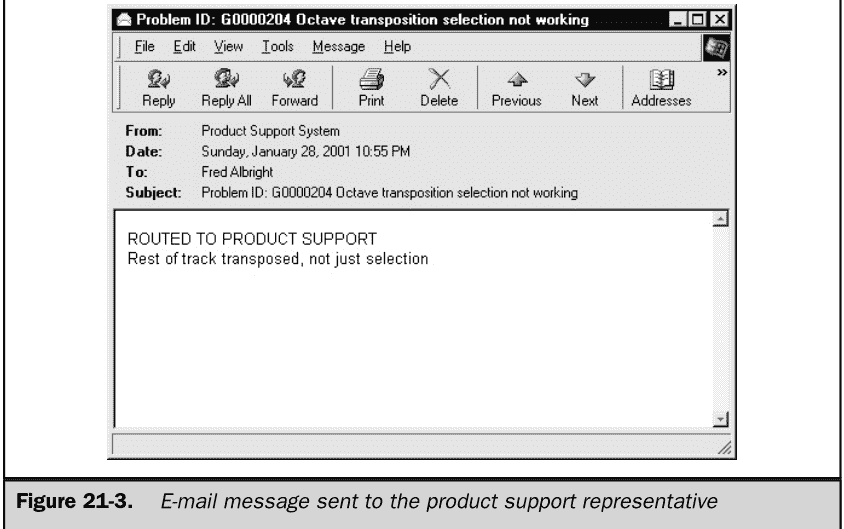 Problem ID: G0000204 Octave transposition selection not working
File Edit View Tools Message Help
Reply Reply All Forward Print Delete Previous Next Addresses »
From: Product Support System
Date: Sunday, January 28, 2001 10:55 PM
To: Fred Albright
Subject: Problem ID: G0000204 Octave transposition selection not working
ROUTED TO PRODUCT SUPPORT
Rest of track transposed, not just selection
Figure 21-3. E-mail message sent to the product support representative